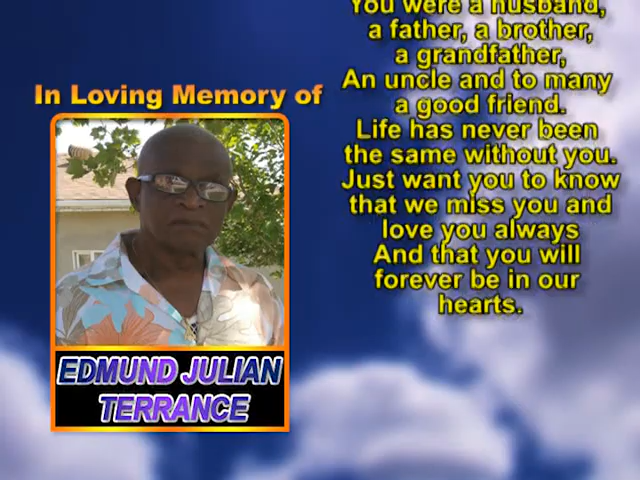 In Loving Memory of
EDMUND JULIAN
TERRANCE
You were a husband,
a father, a brother,
a grandfather,
An uncle and to many
a good friend.
Life has never been
the same without you.
Just want you to know
that we miss you and
love you always
And that you will
forever be in our
hearts.